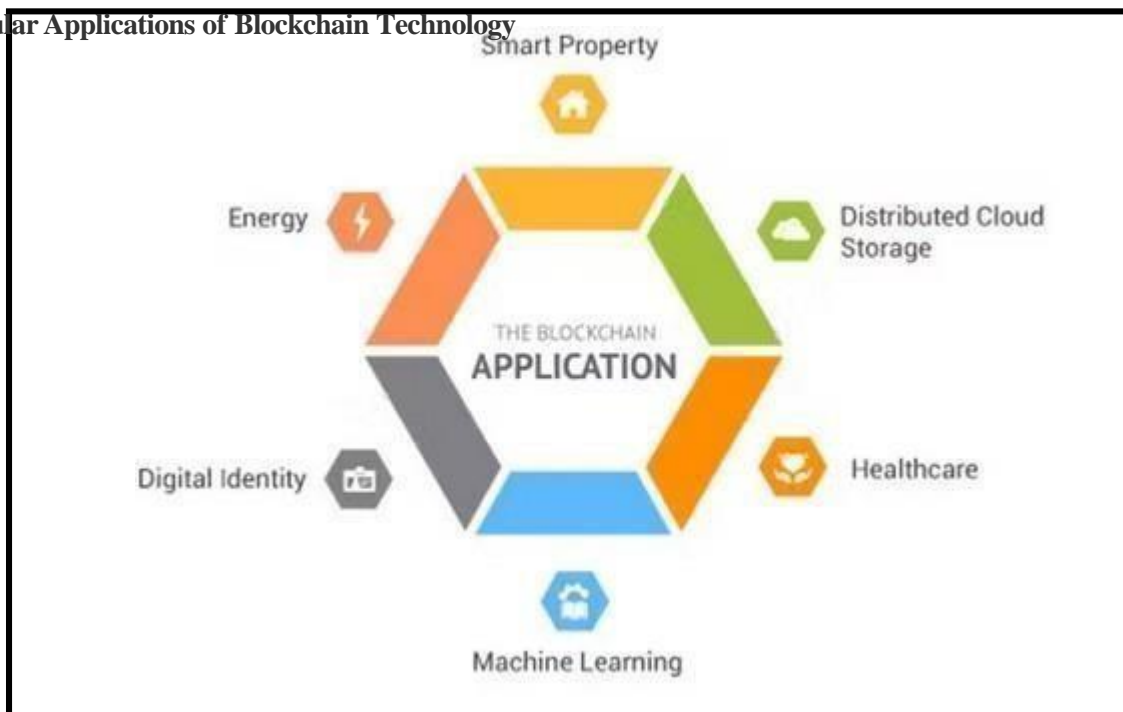 lar Applications of Blockchain Technology
Smart Property
Energy
Distributed Cloud
Storage
THE BLOCKCHAIN
APPLICATION
Digital Identity
Healthcare
Machine Learning